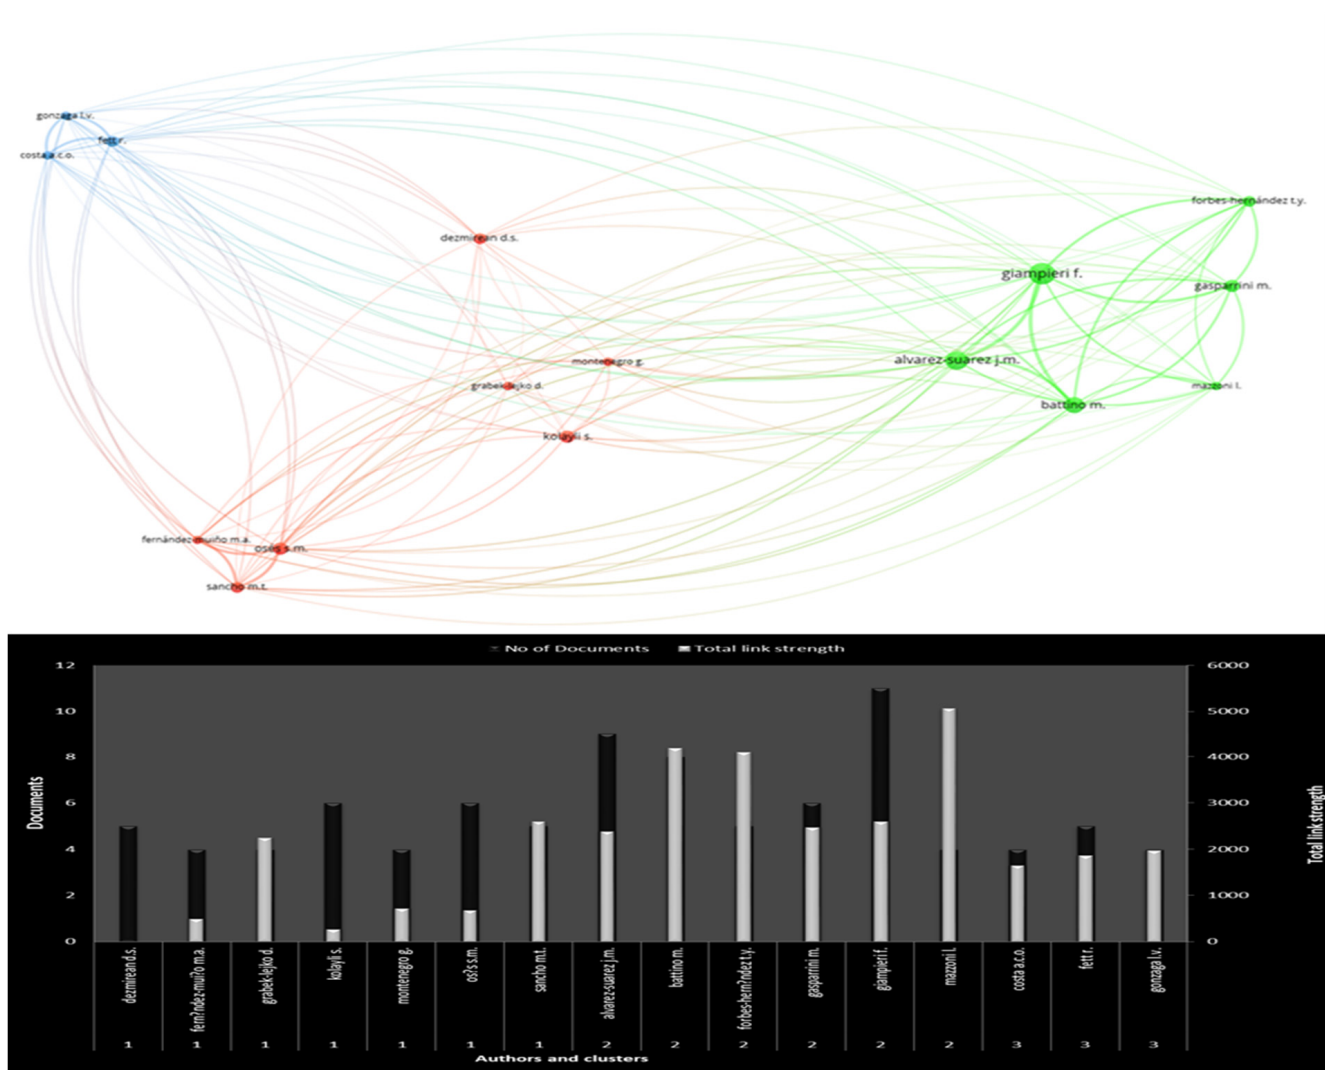 gonzaga l.v.
fett r.
costa a.c.o.
forbes-hernández t.y.
dezmirean d.s.
giampieri f.
gasparrini m.
alvarez-suarez j.m.
montenegro g.
grabek-lejko d.
mazzoni l.
battino m.
kolayli s.
fernández-muiño m.a.
osés s.m.
sancho m.t.
No of Documents Total link strength
12 6000
10 5000
8 4000
6 3000
4 2000
2 1000
0 0
Documents
Total link strength
dezmirean d.s.
fern?ndez-mui?o m.a.
grabek-lejko d.
kolayli s.
montenegro g.
os?s s.m.
sancho m.t.
alvarez-suarez j.m.
battino m.
forbes-hern?ndez t.y.
gasparrini m.
giampieri f.
mazzoni l.
costa a.c.o.
fett r.
gonzaga l.v.
1 1 1 1 1 1 1 2 2 2 2 2 2 3 3 3
Authors and clusters